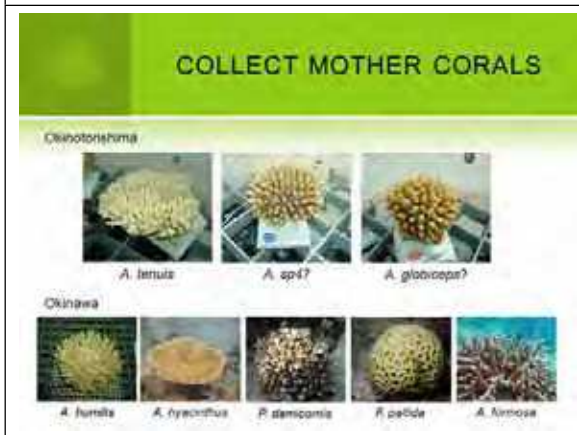 COLLECT MOTHER CORALS
Okinotorishima
A. tenuis
A. sp4?
A. globiceps?
Okinawa
A. humilis
A. hyacinthus
P. damicornis
F. pallida
A. formosa